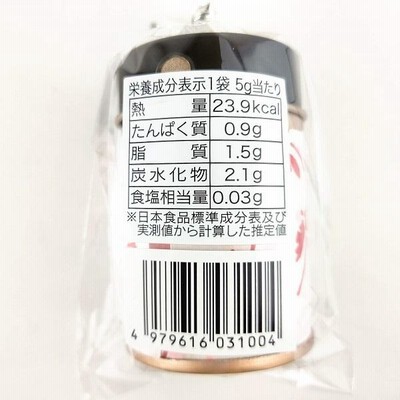 栄養成分表示1袋 5g当たり
熱量 23.9kcal
たんぱく質 0.9g
脂質 1.5g
炭水化物 2.1g
食塩相当量 0.03g
※日本食品標準成分表及び
実測値から計算した推定値
4 979616 031004